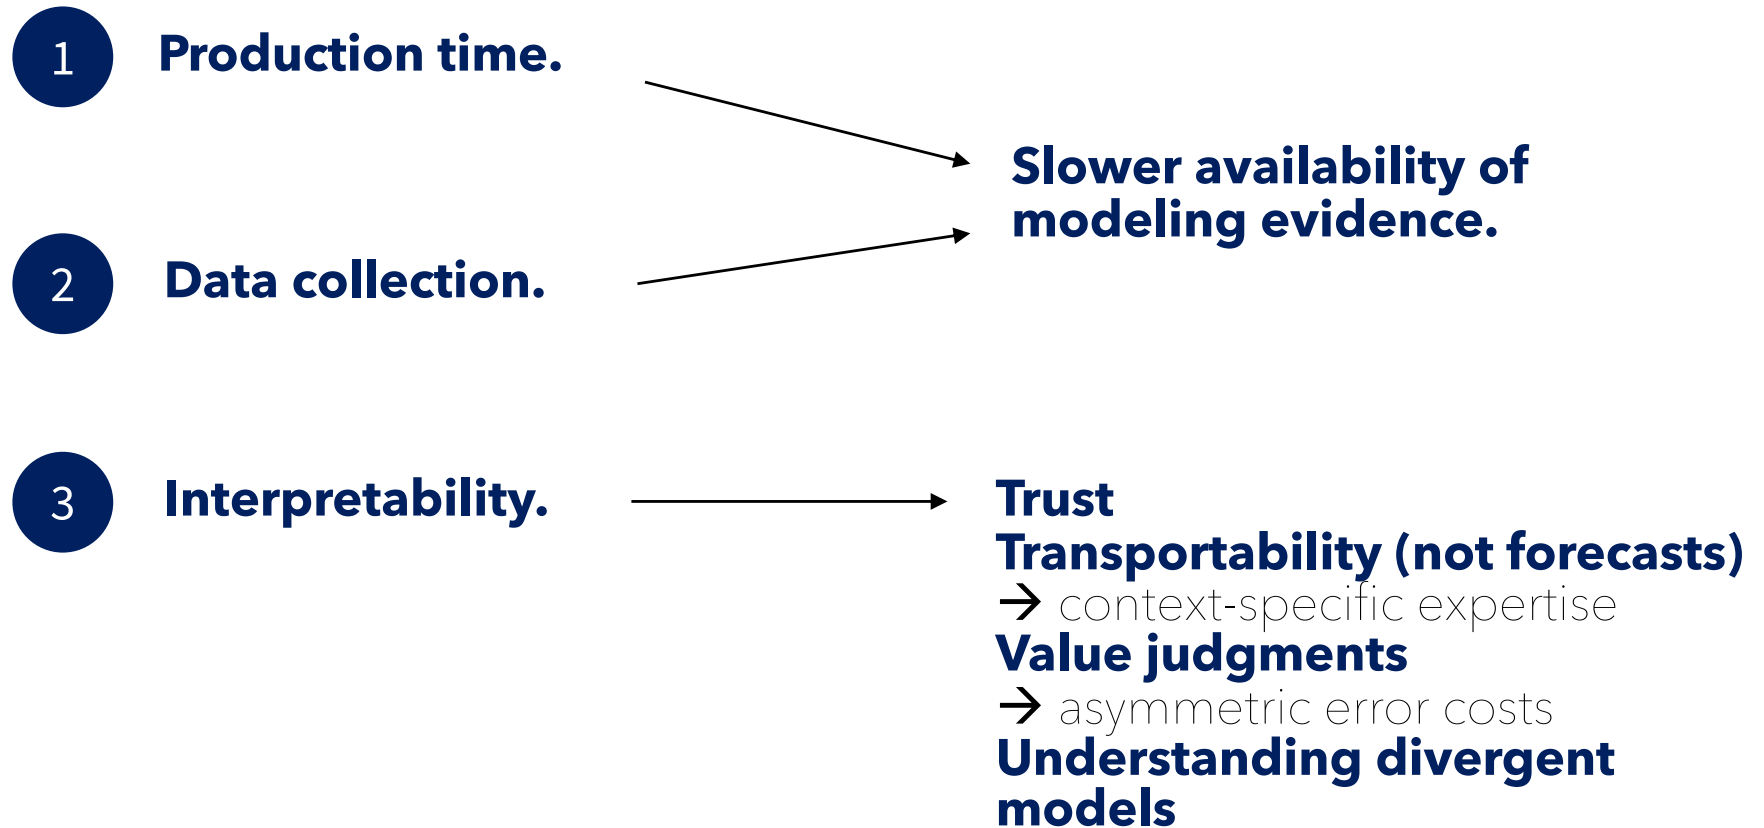 1 Production time.
Slower availability of
modeling evidence.
2 Data collection.
3 Interpretability.
Trust
Transportability (not forecasts)
→ context-specific expertise
Value judgments
→ asymmetric error costs
Understanding divergent
models